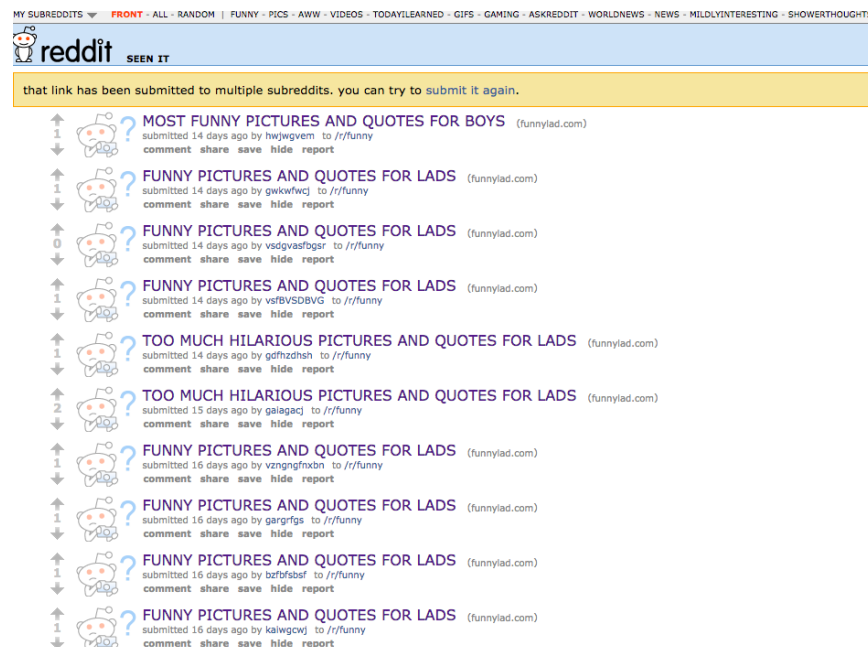 MY SUBREDDITS FRONT - ALL - RANDOM | FUNNY - PICS - AWW - VIDEOS - TODAYILEARNED - GIFS - GAMING - ASKREDDIT - WORLDNEWS - NEWS - MILDLYINTERESTING - SHOWERTHOUGHTS
reddit SEEN IT
that link has been submitted to multiple subreddits. you can try to submit it again.
MOST FUNNY PICTURES AND QUOTES FOR BOYS (funnylad.com)
1 submitted 14 days ago by hwjwgvem to /r/funny
comment share save hide report
FUNNY PICTURES AND QUOTES FOR LADS (funnylad.com)
1 submitted 14 days ago by gwkwfwcj to /r/funny
comment share save hide report
FUNNY PICTURES AND QUOTES FOR LADS (funnylad.com)
0 submitted 14 days ago by vsdgvasfbgsr to /r/funny
comment share save hide report
FUNNY PICTURES AND QUOTES FOR LADS (funnylad.com)
1 submitted 14 days ago by vsfBVSDBVG to /r/funny
comment share save hide report
TOO MUCH HILARIOUS PICTURES AND QUOTES FOR LADS (funnylad.com)
1 submitted 14 days ago by gdfhzdhsh to /r/funny
comment share save hide report
TOO MUCH HILARIOUS PICTURES AND QUOTES FOR LADS (funnylad.com)
2 submitted 15 days ago by gaiagacj to /r/funny
comment share save hide report
FUNNY PICTURES AND QUOTES FOR LADS (funnylad.com)
1 submitted 16 days ago by vzngngfnxbn to /r/funny
comment share save hide report
FUNNY PICTURES AND QUOTES FOR LADS (funnylad.com)
1 submitted 16 days ago by gargrfgs to /r/funny
comment share save hide report
FUNNY PICTURES AND QUOTES FOR LADS (funnylad.com)
1 submitted 16 days ago by bzfbfsbsf to /r/funny
comment share save hide report
FUNNY PICTURES AND QUOTES FOR LADS (funnylad.com)
1 submitted 16 days ago by kaiwgcwj to /r/funny
comment share save hide report